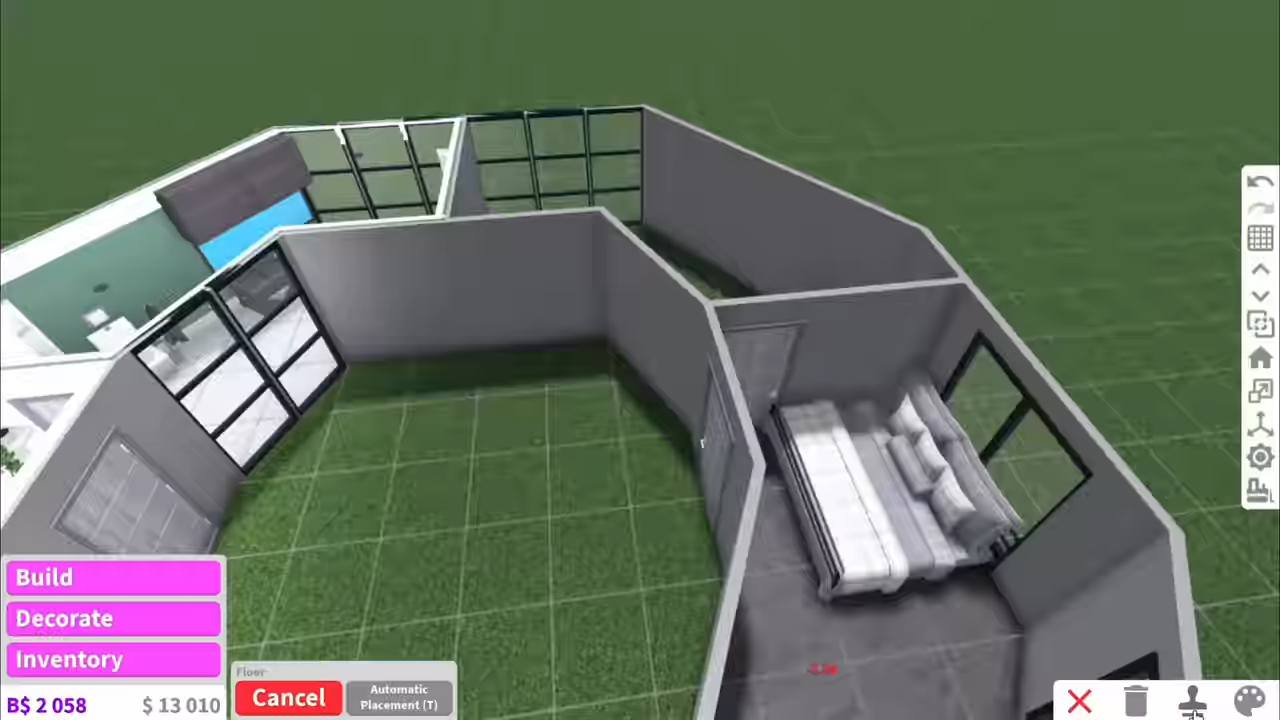 Build
Decorate
Inventory
B$ 2 058
$ 13 010
Floor
Cancel
Automatic
Placement (T)